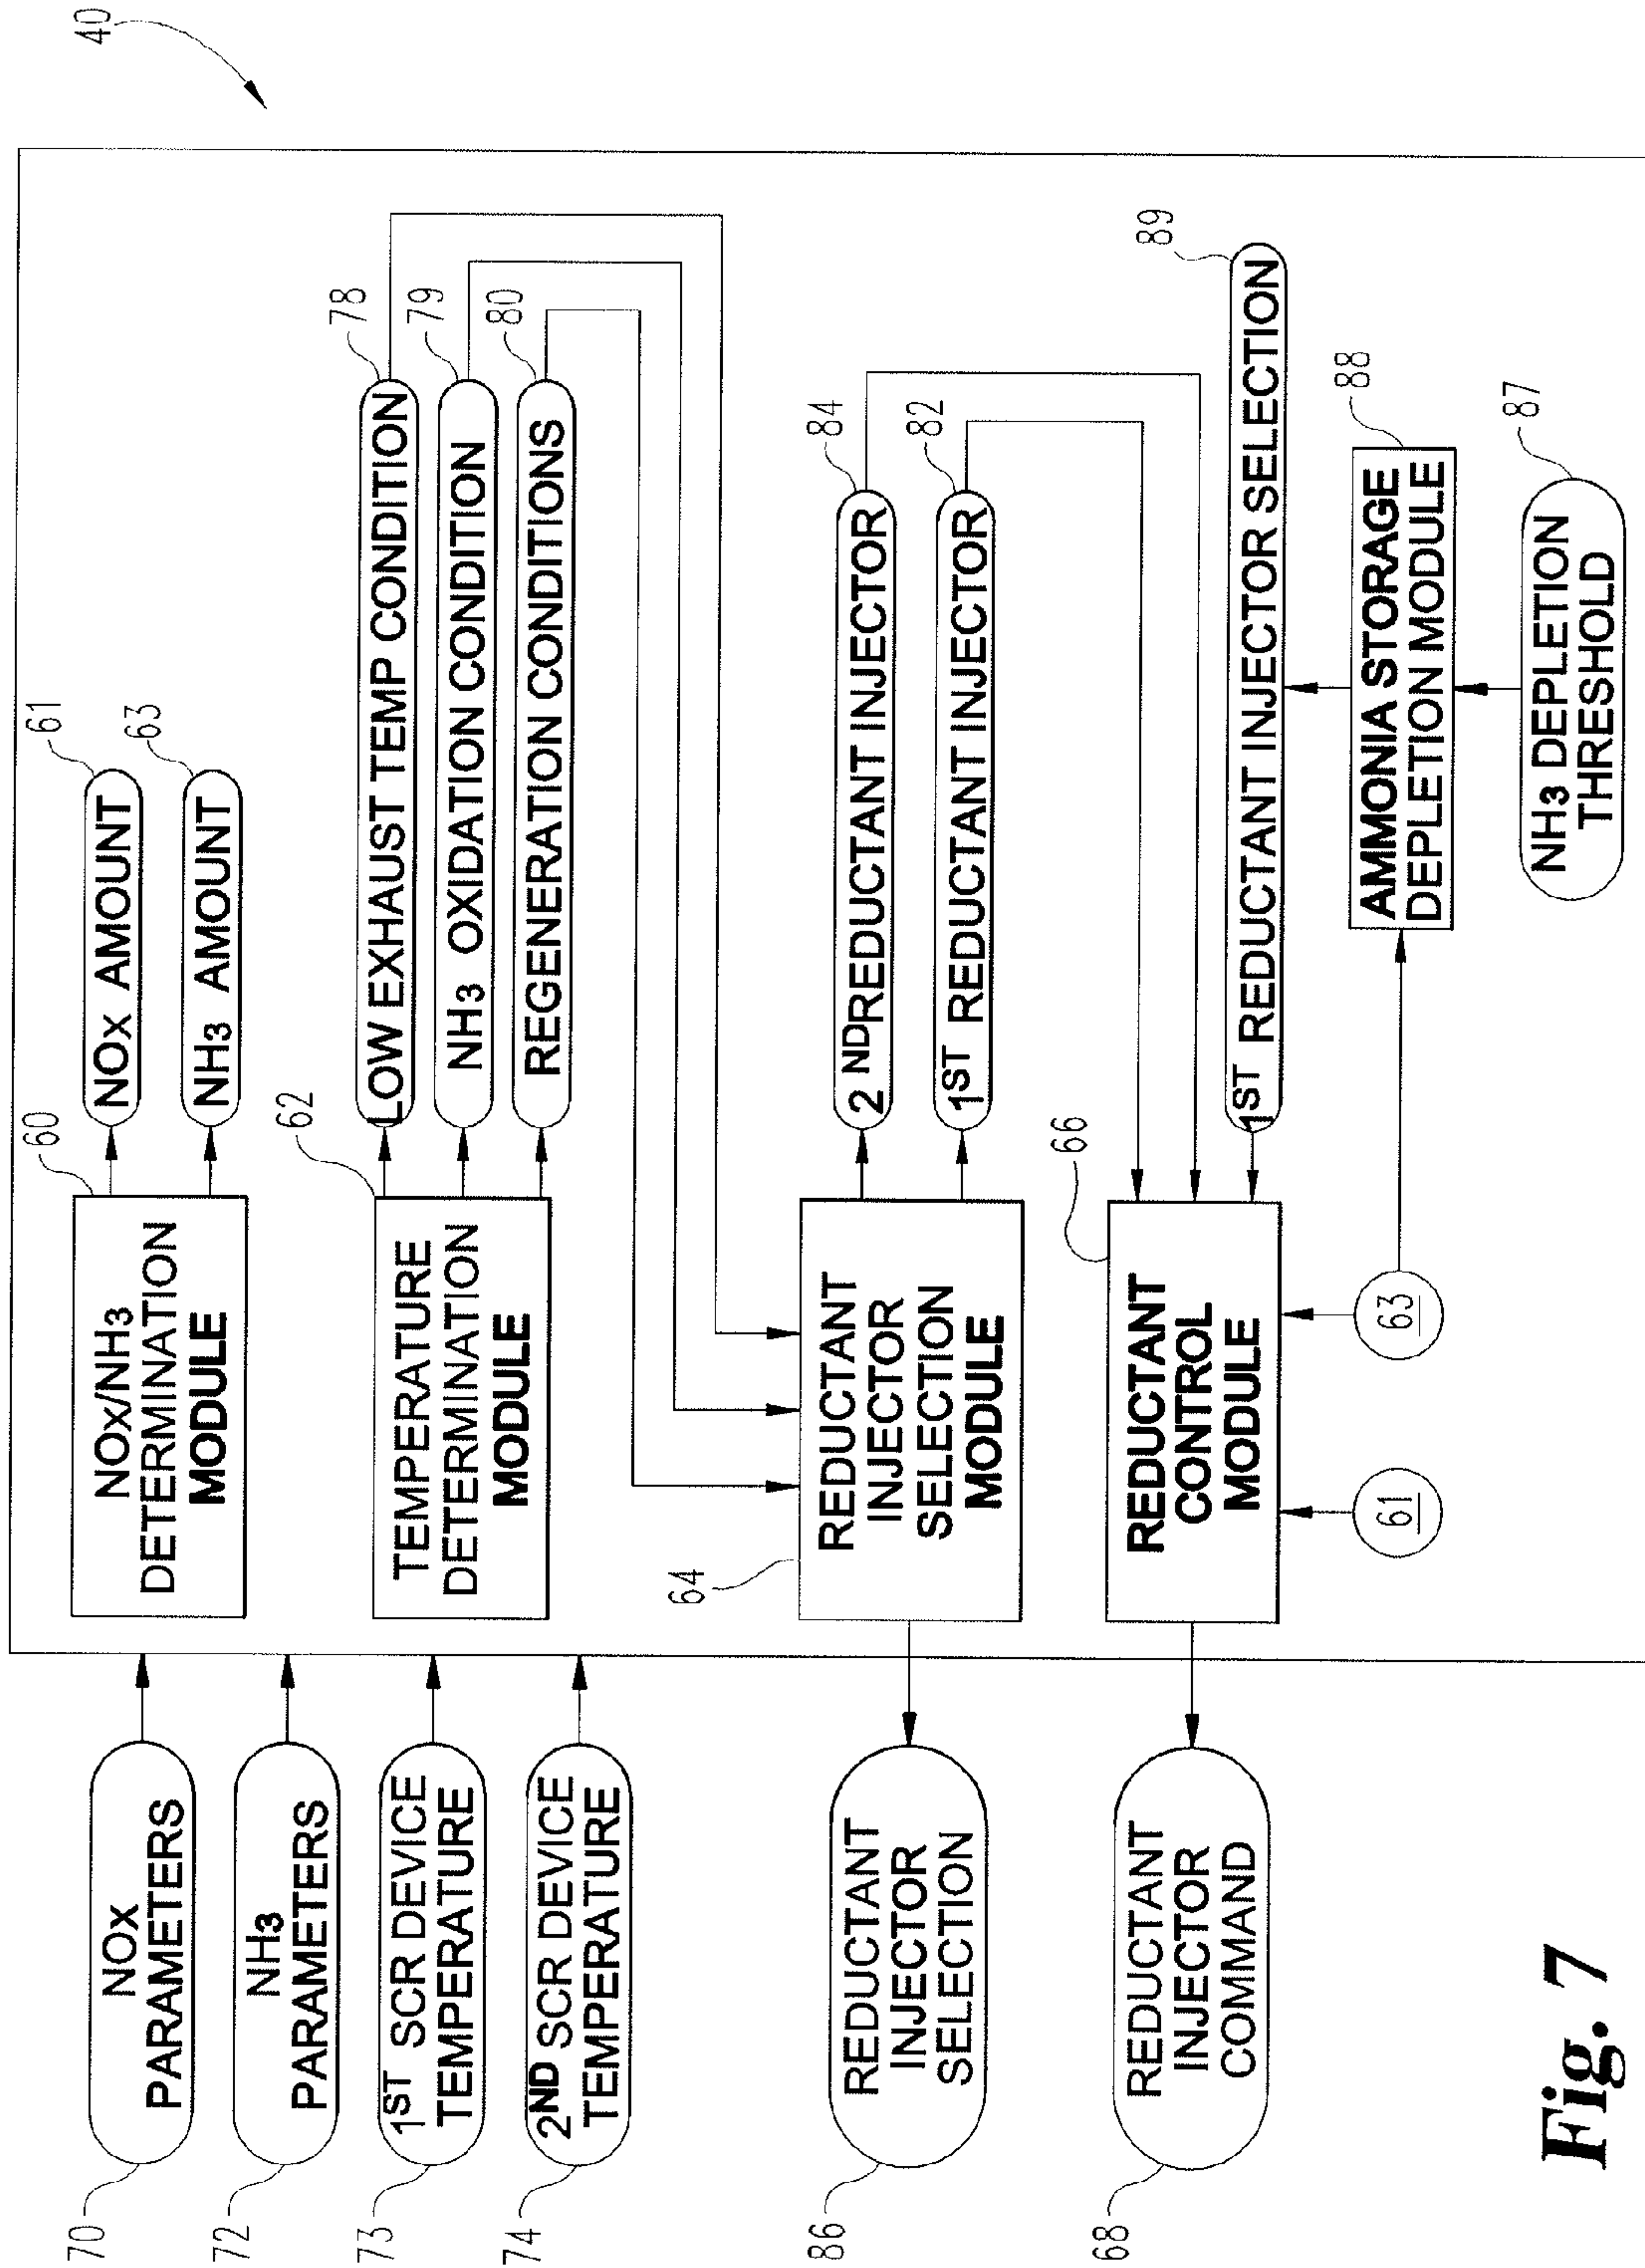 40
70
NOx
PARAMETERS
72
NH3
PARAMETERS
73
1ST SCR DEVICE
TEMPERATURE
74
2ND SCR DEVICE
TEMPERATURE
86
REDUCTANT
INJECTOR
SELECTION
68
REDUCTANT
INJECTOR
COMMAND
60
NOx/NH3
DETERMINATION
MODULE
61
NOx AMOUNT
63
NH3 AMOUNT
62
TEMPERATURE
DETERMINATION
MODULE
78
LOW EXHAUST TEMP CONDITION
79
NH3 OXIDATION CONDITION
80
REGENERATION CONDITIONS
64
REDUCTANT
INJECTOR
SELECTION
MODULE
84
2 ND REDUCTANT INJECTOR
82
1ST REDUCTANT INJECTOR
66
REDUCTANT
CONTROL
MODULE
89
1ST REDUCTANT INJECTOR SELECTION
61
63
88
AMMONIA STORAGE
DEPLETION MODULE
87
NH3 DEPLETION
THRESHOLD
Fig. 7